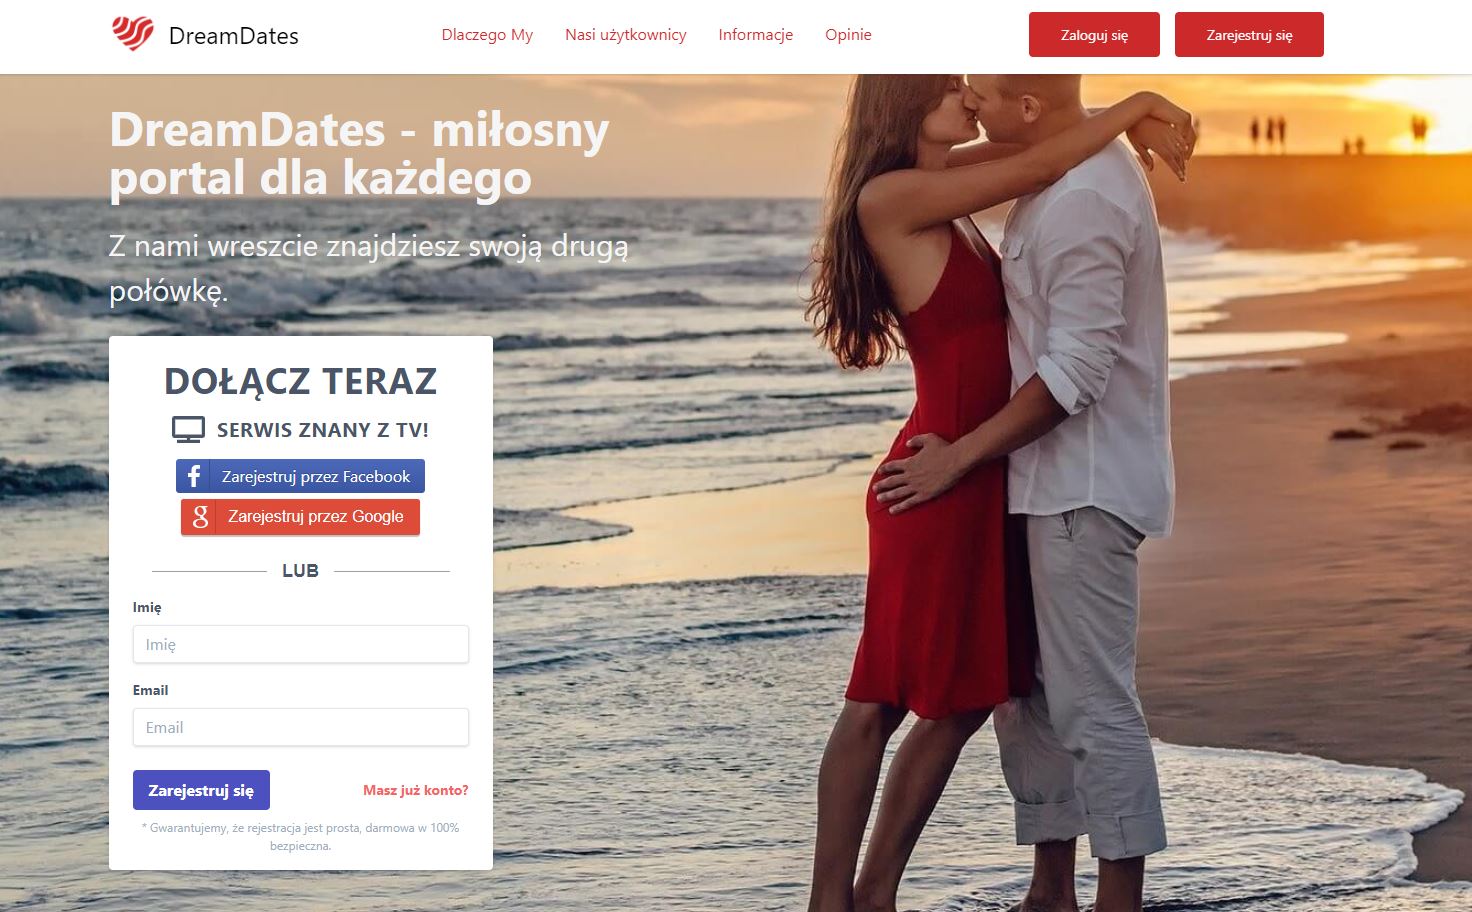 DreamDates
Dlaczego My
Nasi użytkownicy
Informacje
Opinie
Zaloguj się
Zarejestruj się
DreamDates - miłosny
portal dla każdego
Z nami wreszcie znajdziesz swoją drugą
połówkę.
DOŁĄCZ TERAZ
SERWIS ZNANY Z TV!
Zarejestruj przez Facebook
Zarejestruj przez Google
LUB
Imię
Imię
Email
Email
Zarejestruj się
Masz już konto?
* Gwarantujemy, że rejestracja jest prosta, darmowa w 100%
bezpieczna.